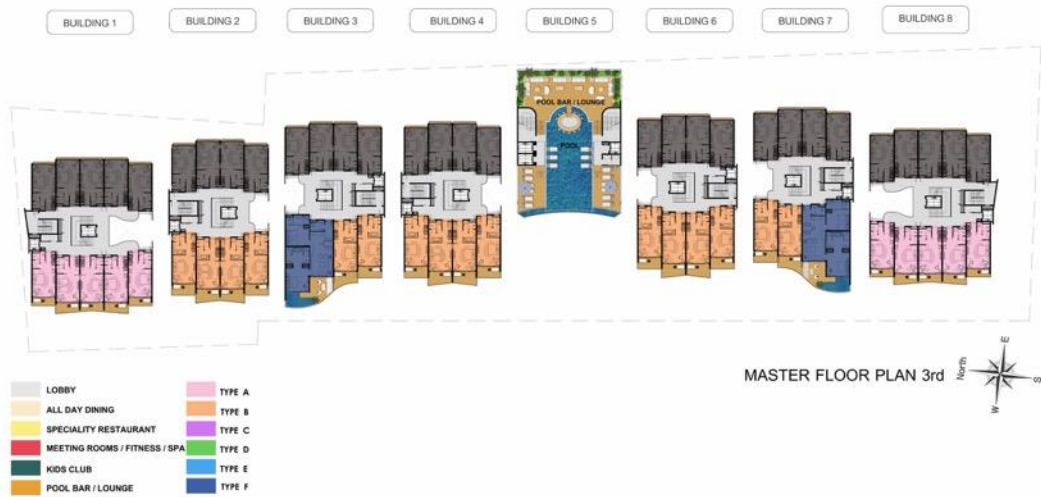 BUILDING 1
BUILDING 2
BUILDING 3
BUILDING 4
BUILDING 5
BUILDING 6
BUILDING 7
BUILDING 8
POOL BAR / LOUNGE
POOL
MASTER FLOOR PLAN 3rd
North
E
S
W
LOBBY
ALL DAY DINING
SPECIALITY RESTAURANT
MEETING ROOMS / FITNESS / SPA
KIDS CLUB
POOL BAR / LOUNGE
TYPE A
TYPE B
TYPE C
TYPE D
TYPE E
TYPE F